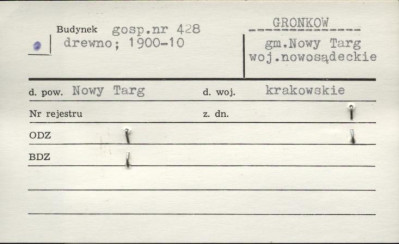 Budynek gosp.nr 428
drewno; 1900-10
GRONKOW
gm.Nowy Targ
woj.nowosądeckie
d. pow. Nowy Targ d. woj. krakowskie
Nr rejestru z. dn.
ODZ
BDZ